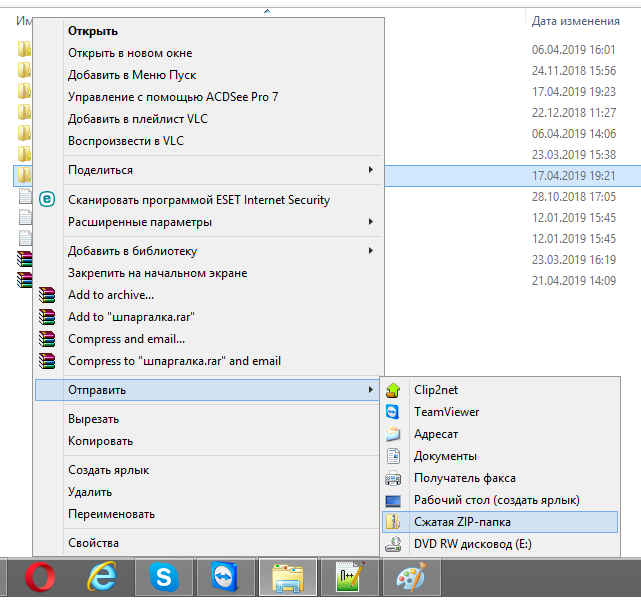 Им
Дата изменения
06.04.2019 16:01
24.11.2018 15:56
17.04.2019 19:23
22.12.2018 11:27
06.04.2019 14:06
23.03.2019 15:38
17.04.2019 19:21
28.10.2018 17:05
12.01.2019 15:45
12.01.2019 15:45
23.03.2019 16:19
21.04.2019 14:09
Открыть
Открыть в новом окне
Добавить в Меню Пуск
Управление с помощью ACDSee Pro 7
Добавить в плейлист VLC
Воспроизвести в VLC
Поделиться
e
Сканировать программой ESET Internet Security
Расширенные параметры
Добавить в библиотеку
Закрепить на начальном экране
Add to archive...
Add to "шпаргалка.rar"
Compress and email...
Compress to "шпаргалка.rar" and email
Отправить
Вырезать
Копировать
Создать ярлык
Удалить
Переименовать
Свойства
Clip2net
TeamViewer
Адресат
Документы
Получатель факса
Рабочий стол (создать ярлык)
Сжатая ZIP-папка
DVD RW дисковод (E:)